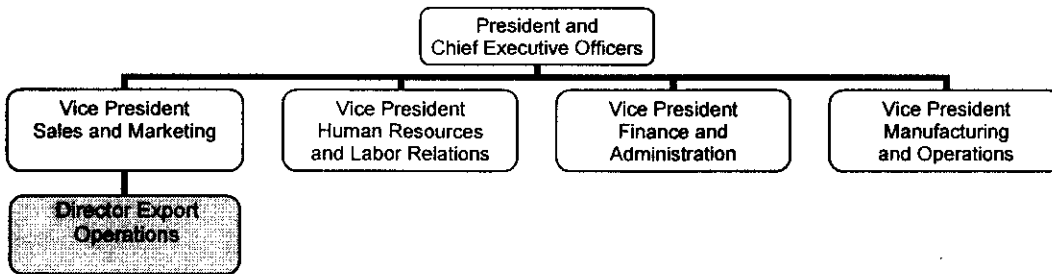 President and
Chief Executive Officers
Vice President
Sales and Marketing
Vice President
Human Resources
and Labor Relations
Vice President
Finance and
Administration
Vice President
Manufacturing
and Operations
Director Export
Operations